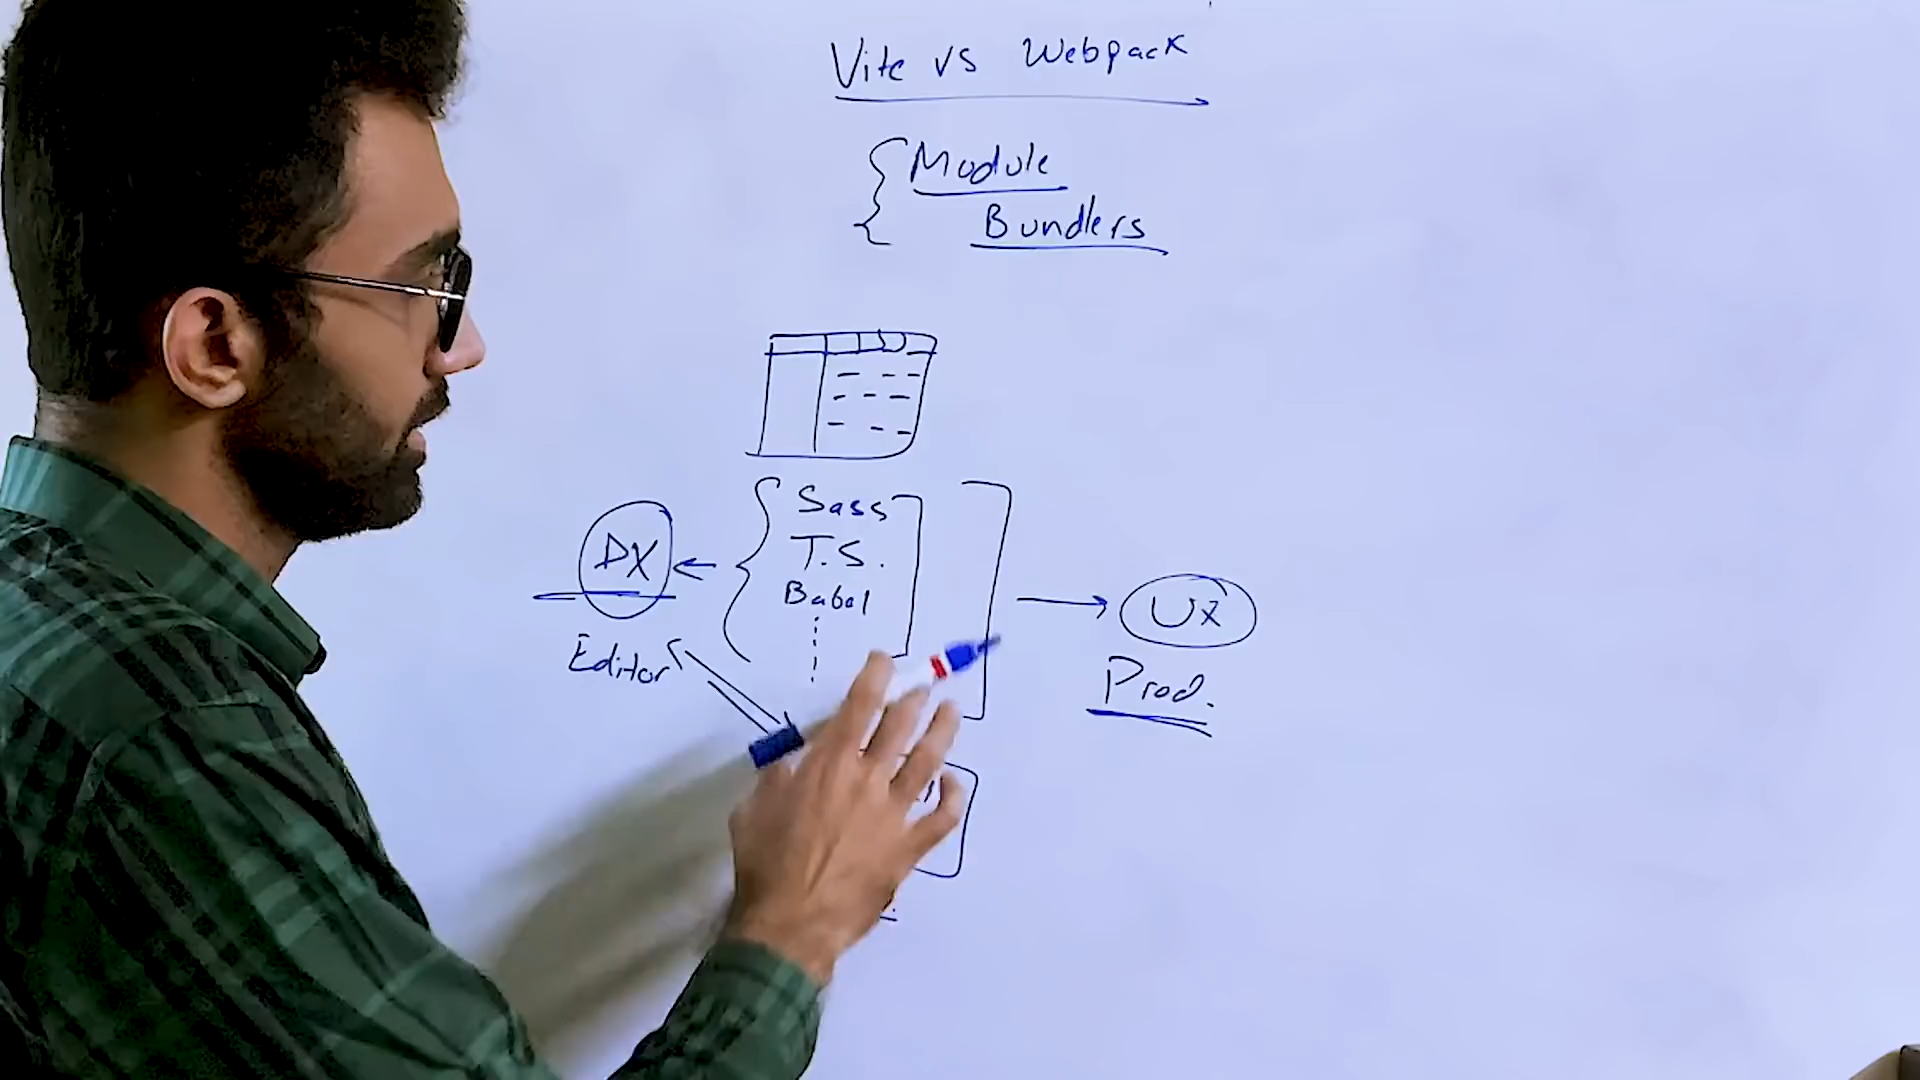 Vite vs Webpack
Module
Bundlers
Sass
T.S.
Babel
DX
Editor
UX
Prod.